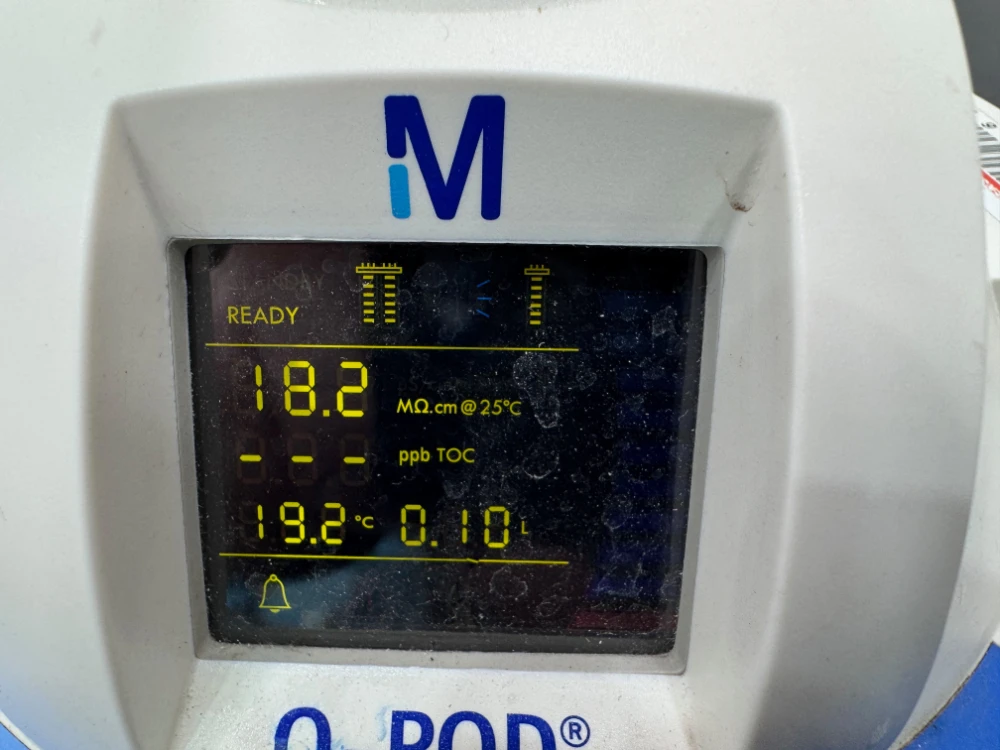 M
READY
18.2 MΩ.cm@25°C
--- ppb TOC
19.2 °C 0.10 L
Q-POD®